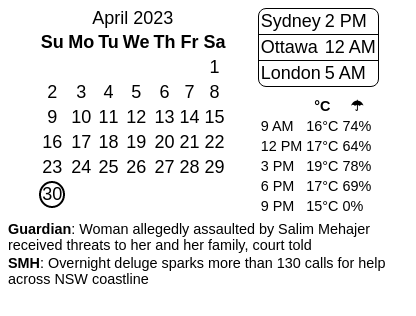 April 2023
Su Mo Tu We Th Fr Sa
1
2 3 4 5 6 7 8
9 10 11 12 13 14 15
16 17 18 19 20 21 22
23 24 25 26 27 28 29
30
Sydney 2 PM
Ottawa 12 AM
London 5 AM
°C ☂
9 AM 16°C 74%
12 PM 17°C 64%
3 PM 19°C 78%
6 PM 17°C 69%
9 PM 15°C 0%
Guardian: Woman allegedly assaulted by Salim Mehajer
received threats to her and her family, court told
SMH: Overnight deluge sparks more than 130 calls for help
across NSW coastline